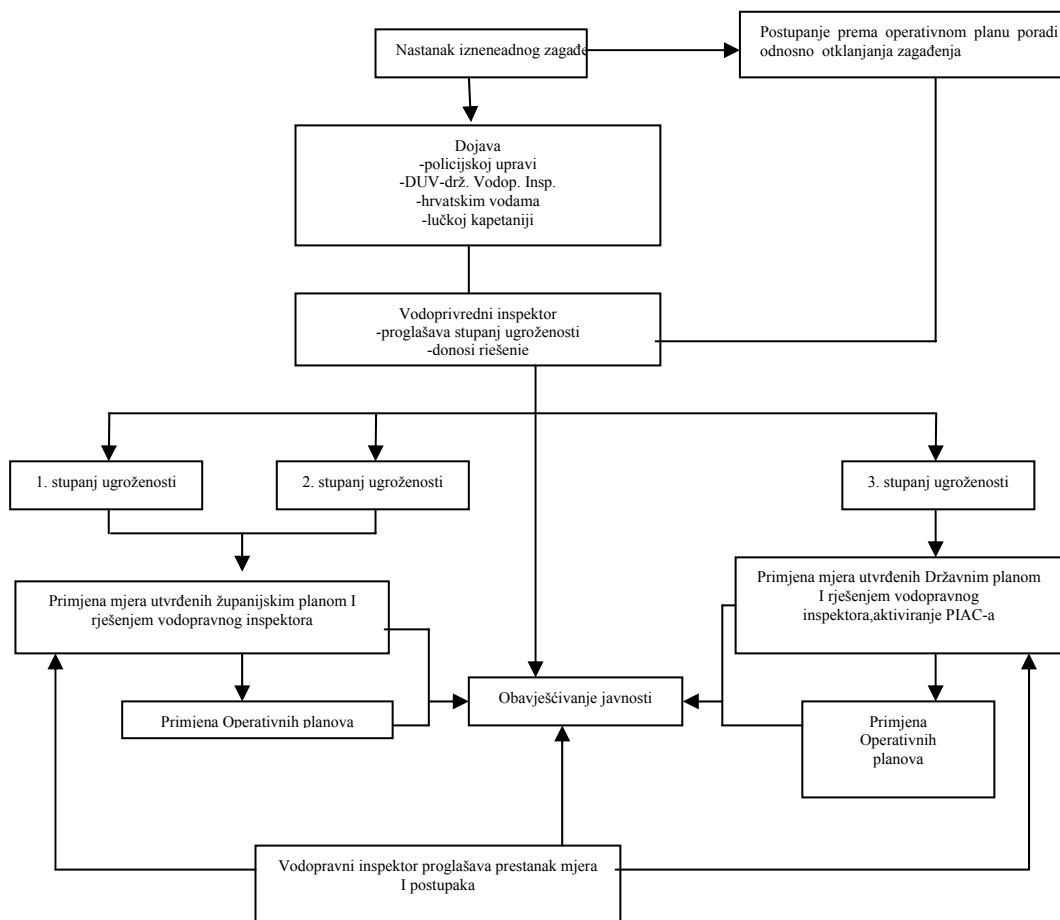 Nastanak izneneadnog zagađe
Postupanje prema operativnom planu poradi
odnosno otklanjanja zagađenja
Dojava
-policijskoj upravi
-DUV-drž. Vodop. Insp.
-hrvatskim vodama
-lučkoj kapetaniji
Vodoprivredni inspektor
-proglašava stupanj ugroženosti
-donosi riešenie
1. stupanj ugroženosti
2. stupanj ugroženosti
3. stupanj ugroženosti
Primjena mjera utvrđenih županijskim planom I
rješenjem vodopravnog inspektora
Primjena mjera utvrđenih Državnim planom
I rješenjem vodopravnog
inspektora,aktiviranje PIAC-a
Primjena Operativnih planova
Obavješćivanje javnosti
Primjena
Operativnih
planova
Vodopravni inspektor proglašava prestanak mjera
I postupaka